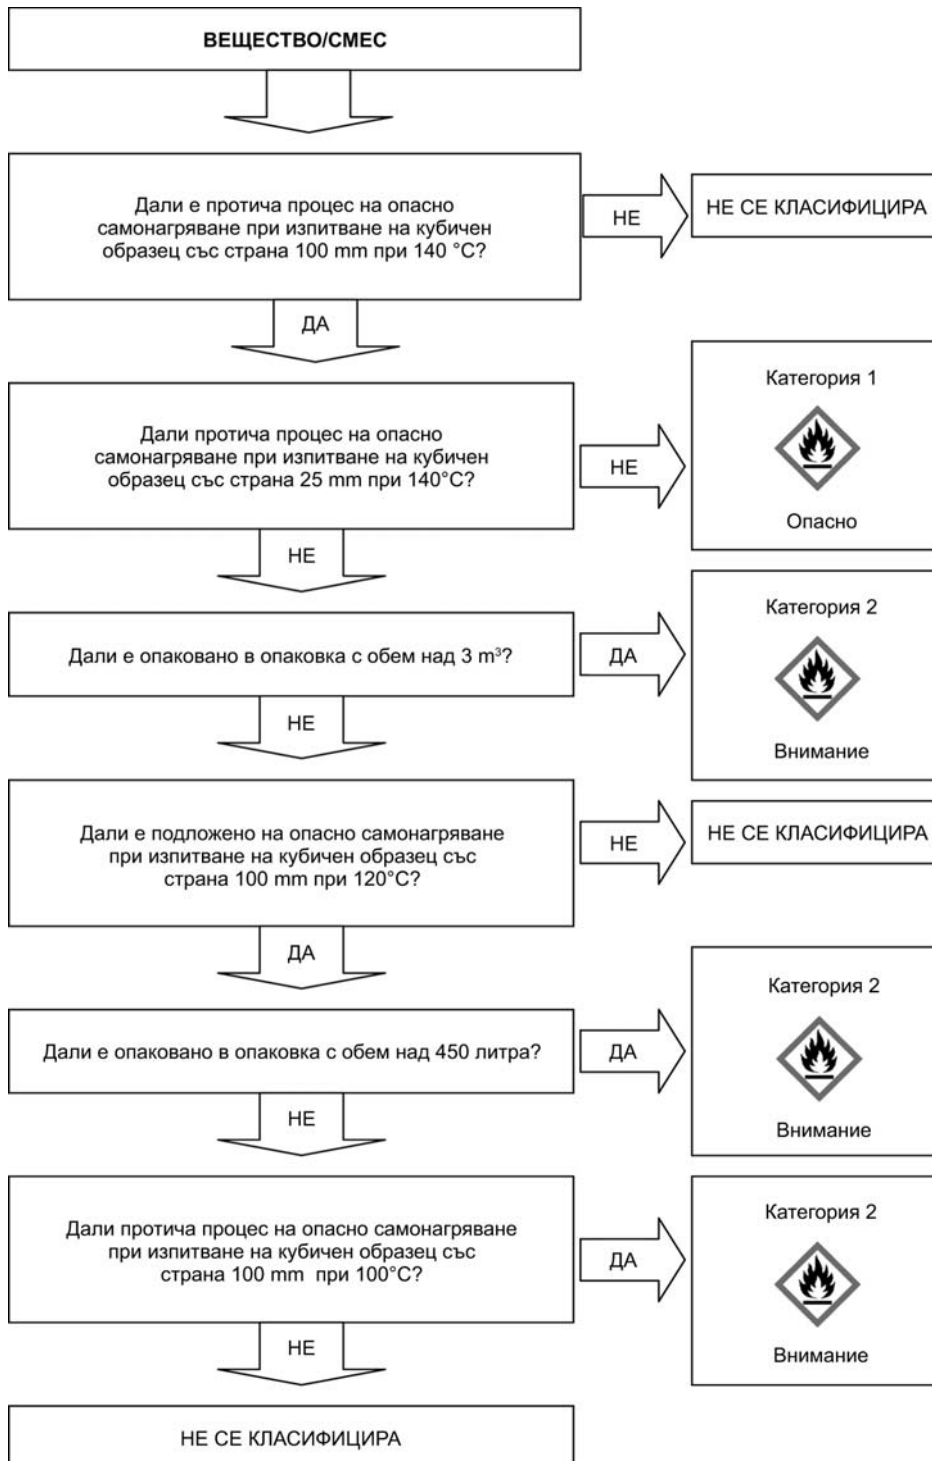 ВЕЩЕСТВО/СМЕС
Дали е протича процес на опасно
самонагряване при изпитване на кубичен
образец със страна 100 mm при 140 °C?
НЕ
НЕ СЕ КЛАСИФИЦИРА
ДА
Дали протича процес на опасно
самонагряване при изпитване на кубичен
образец със страна 25 mm при 140°C?
НЕ
Категория 1
Опасно
НЕ
Дали е опаковано в опаковка с обем над 3 m³?
ДА
Категория 2
Внимание
НЕ
Дали е подложено на опасно самонагряване
при изпитване на кубичен образец със
страна 100 mm при 120°C?
НЕ
НЕ СЕ КЛАСИФИЦИРА
ДА
Дали е опаковано в опаковка с обем над 450 литра?
ДА
Категория 2
Внимание
НЕ
Дали протича процес на опасно самонагряване
при изпитване на кубичен образец със
страна 100 mm при 100°C?
ДА
Категория 2
Внимание
НЕ
НЕ СЕ КЛАСИФИЦИРА